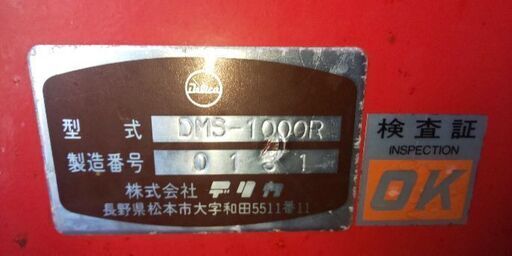 Delica
型式 DMS-1000R
製造番号 0131
株式会社 デリカ
長野県松本市大字和田5511番11
検査証
INSPECTION
OK